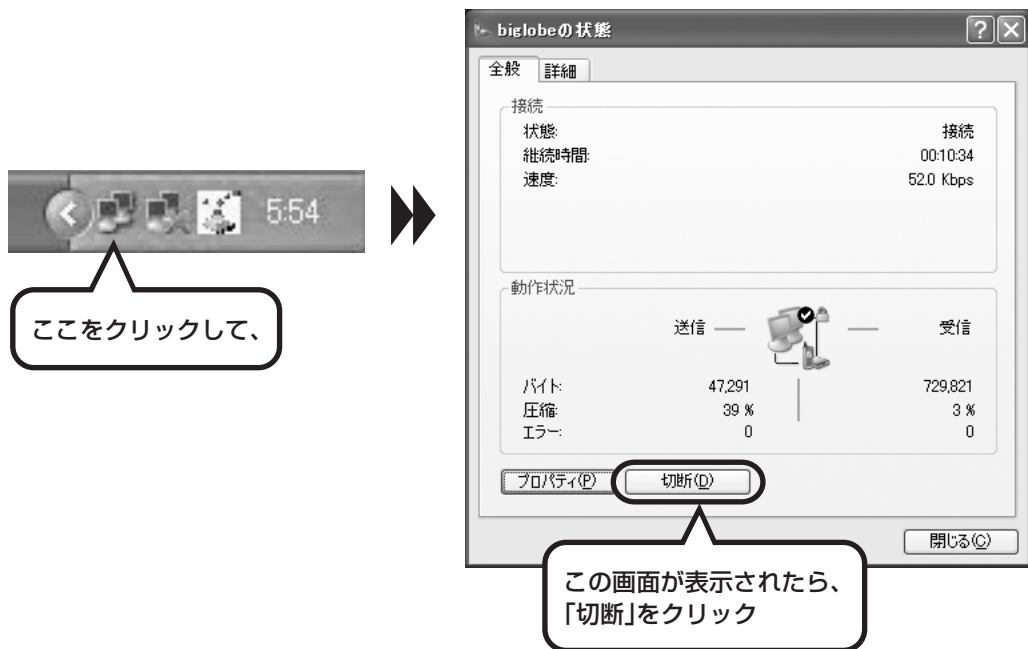 5:54
ここをクリックして、
biglobeの状態
全般 詳細
接続
状態: 接続
継続時間: 00:10:34
速度: 52.0 Kbps
動作状況
送信 受信
バイト: 47,291 729,821
圧縮: 39 % 3 %
エラー: 0 0
プロパティ(P) 切断(D)
閉じる(C)
この画面が表示されたら、
「切断」をクリック